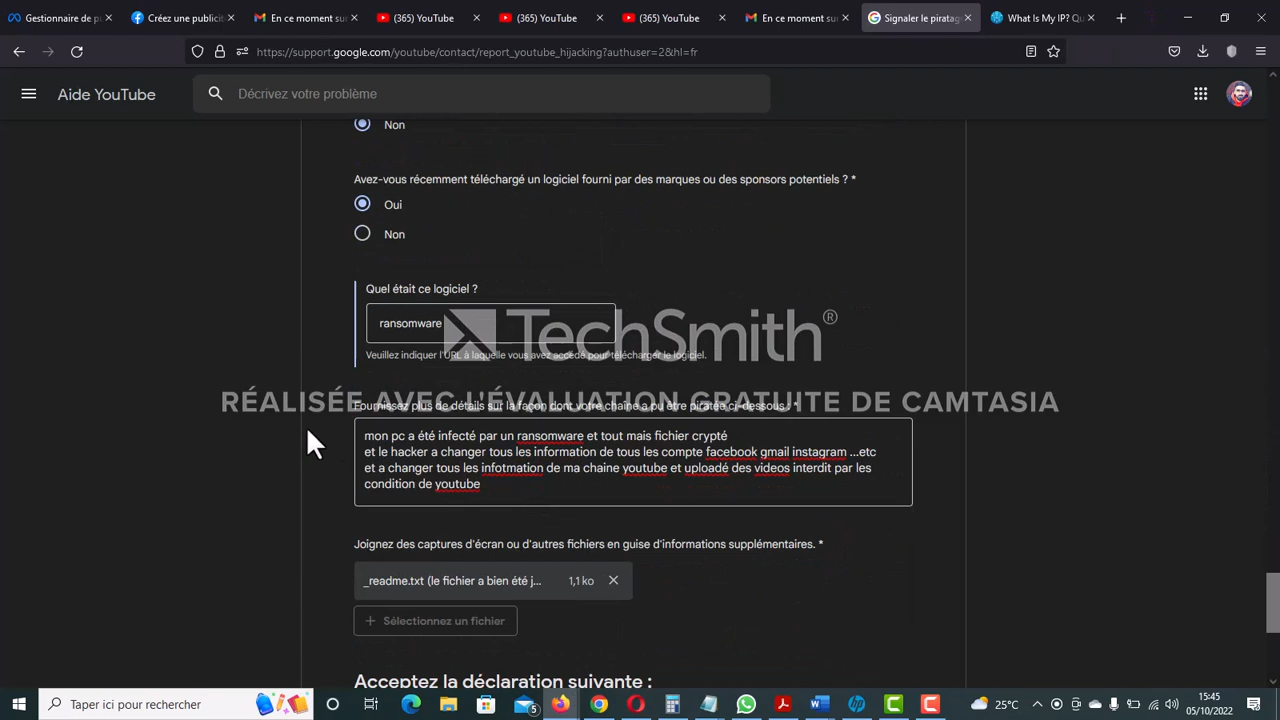 Gestionnaire de pu
Créez une publicit
En ce moment sur
(365) YouTube
(365) YouTube
(365) YouTube
En ce moment sur
Signaler le piratag
What Is My IP? Qu
https://support.google.com/youtube/contact/report_youtube_hijacking?authuser=2&hl=fr
Aide YouTube
Décrivez votre problème
Non
Avez-vous récemment téléchargé un logiciel fourni par des marques ou des sponsors potentiels ? *
Oui
Non
Quel était ce logiciel ?
ransomware
TechSmith®
Veuillez indiquer l'URL à laquelle vous avez accédé pour télécharger le logiciel.
RÉALISÉE AVEC L'ÉVALUATION GRATUITE DE CAMTASIA
Fournissez plus de détails sur la façon dont votre chaîne a pu être piratée ci-dessous : *
mon pc a été infecté par un ransomware et tout mais fichier crypté
et le hacker a changer tous les information de tous les compte facebook gmail instagram ...etc
et a changer tous les infotmation de ma chaine youtube et uploadé des videos interdit par les
condition de youtube
Joignez des captures d'écran ou d'autres fichiers en guise d'informations supplémentaires. *
_readme.txt (le fichier a bien été j... 1,1 ko
+ Sélectionnez un fichier
Acceptez la déclaration suivante :
Taper ici pour rechercher
5
25°C
15:45
05/10/2022